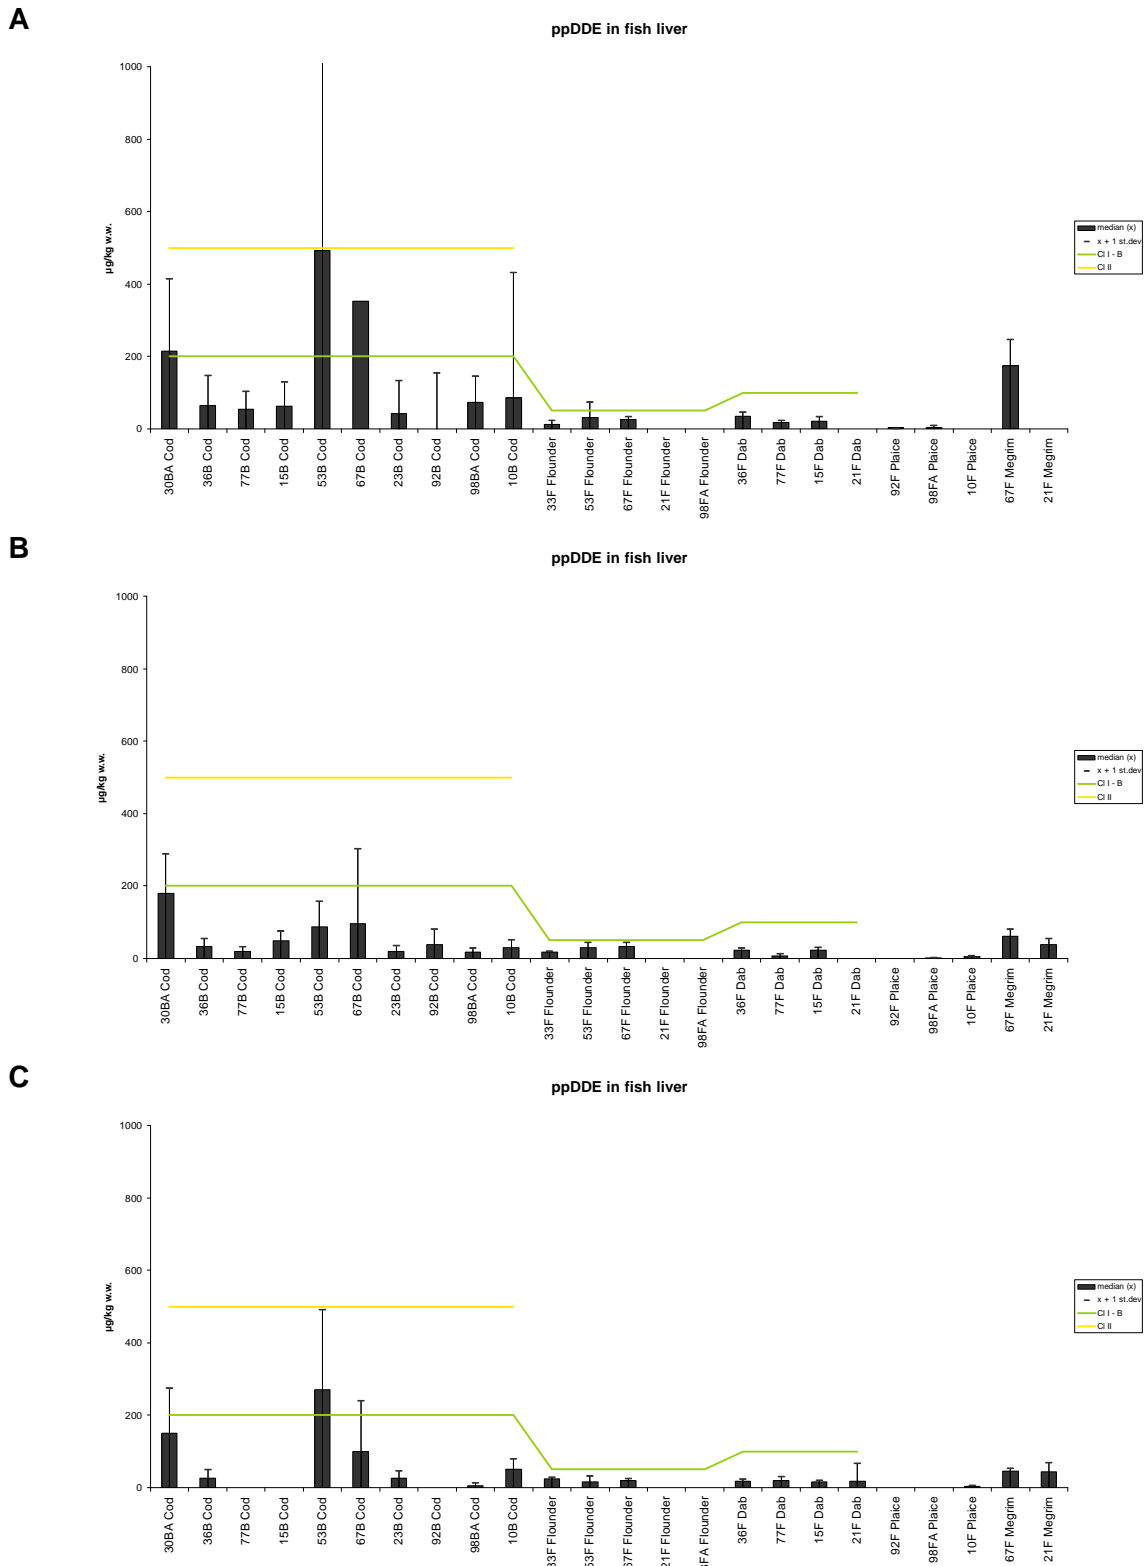 A
ppDDE in fish liver
1000
800
600
400
200
0
µg/kg w.w.
median (x)
x + 1 st.dev
Cl I - B
Cl II
30BA Cod
36B Cod
77B Cod
15B Cod
53B Cod
67B Cod
23B Cod
92B Cod
98BA Cod
10B Cod
33F Flounder
53F Flounder
67F Flounder
21F Flounder
98FA Flounder
36F Dab
77F Dab
15F Dab
21F Dab
92F Plaice
98FA Plaice
10F Plaice
67F Megrim
21F Megrim
B
ppDDE in fish liver
1000
800
600
400
200
0
µg/kg w.w.
median (x)
x + 1 st.dev
Cl I - B
Cl II
30BA Cod
36B Cod
77B Cod
15B Cod
53B Cod
67B Cod
23B Cod
92B Cod
98BA Cod
10B Cod
33F Flounder
53F Flounder
67F Flounder
21F Flounder
98FA Flounder
36F Dab
77F Dab
15F Dab
21F Dab
92F Plaice
98FA Plaice
10F Plaice
67F Megrim
21F Megrim
C
ppDDE in fish liver
1000
800
600
400
200
0
µg/kg w.w.
median (x)
x + 1 st.dev
Cl I - B
Cl II
30BA Cod
36B Cod
77B Cod
15B Cod
53B Cod
67B Cod
23B Cod
92B Cod
98BA Cod
10B Cod
33F Flounder
53F Flounder
67F Flounder
21F Flounder
FA Flounder
36F Dab
77F Dab
15F Dab
21F Dab
92F Plaice
98FA Plaice
10F Plaice
67F Megrim
21F Megrim